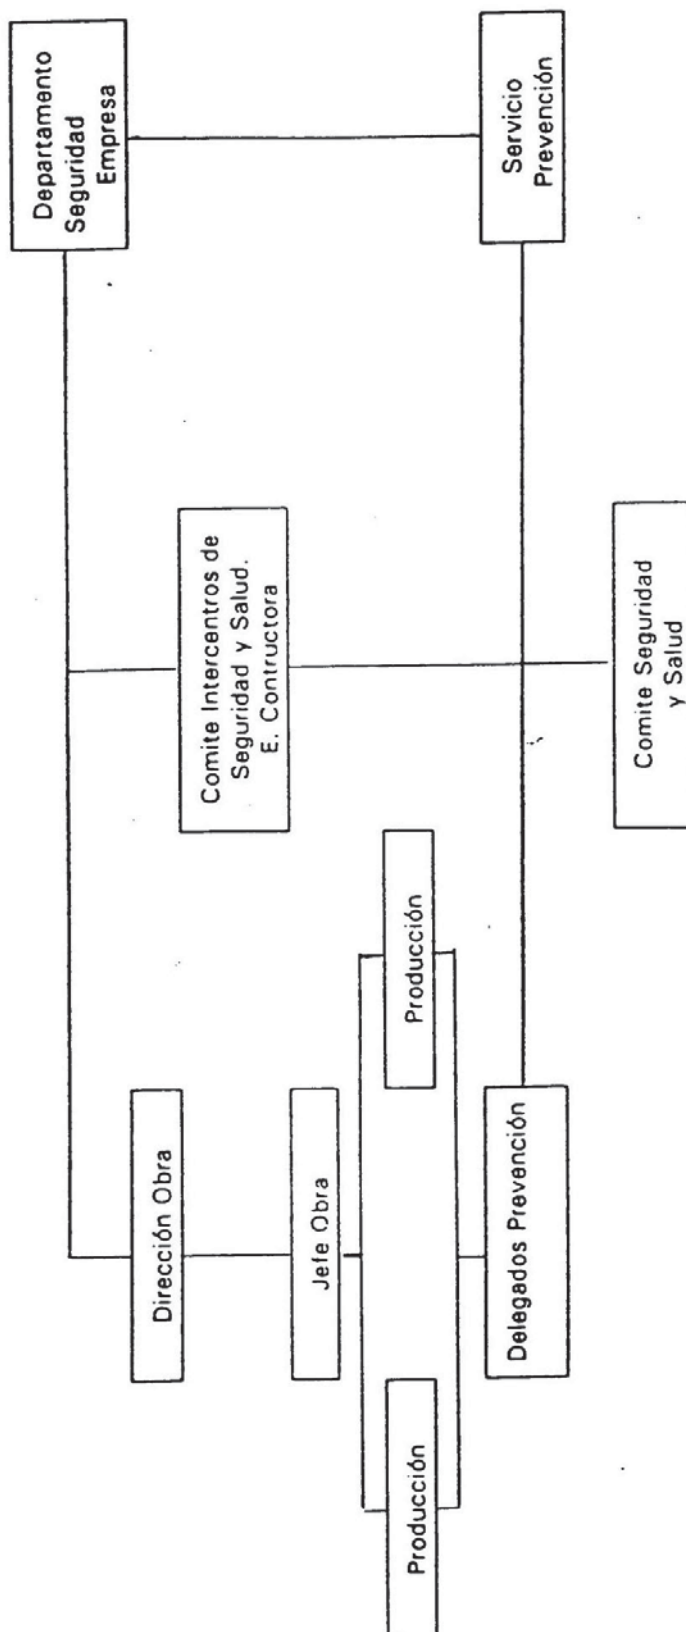 Departamento
Seguridad
Empresa
Comite Intercentros de
Seguridad y Salud.
E. Contructora
Dirección Obra
Jefe Obra
Producción
Producción
Delegados Prevención
Servicio
Prevención
Comite Seguridad
y Salud